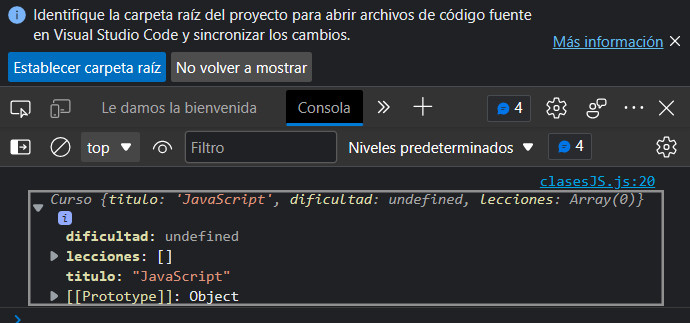 Identifique la carpeta raíz del proyecto para abrir archivos de código fuente
en Visual Studio Code y sincronizar los cambios.
Más información
Establecer carpeta raíz No volver a mostrar
Le damos la bienvenida Consola 4
top Filtro Niveles predeterminados 4
clasesJS.js:20
Curso {titulo: 'JavaScript', dificultad: undefined, lecciones: Array(0)}
dificultad: undefined
lecciones: []
titulo: "JavaScript"
[[Prototype]]: Object